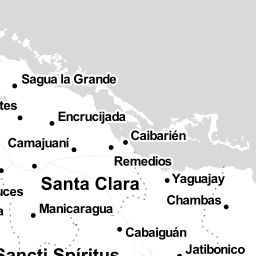 Sagua la Grande
tes
Encrucijada
Caibarién
Camajuaní
Remedios
Yaguajay
Santa Clara
uces
Chambas
Manicaragua
a
Cabaiguán
Jatibonico
Sancti Spíritus